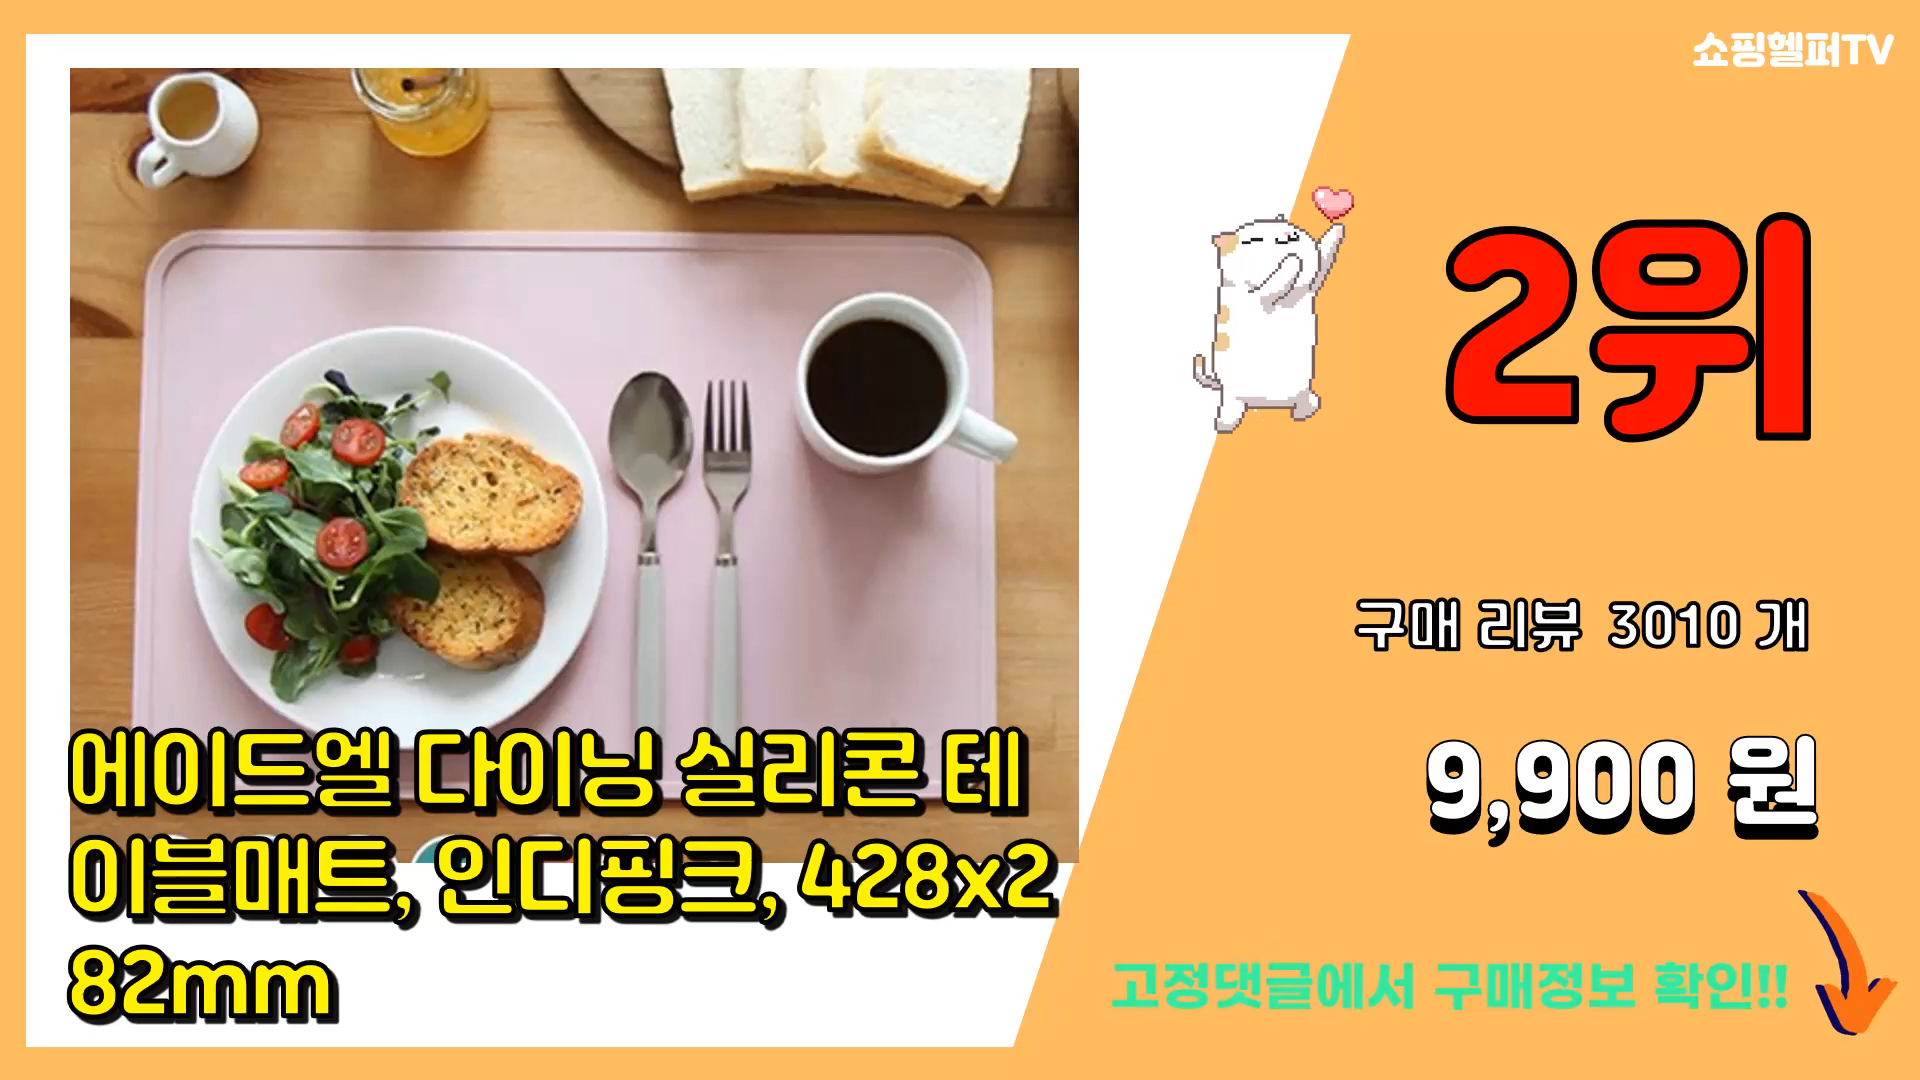 쇼핑헬퍼TV
2위
구매 리뷰 3010 개
9,900 원
에이드엘 다이닝 실리콘 테
이블매트, 인디핑크, 428x2
82mm
고정댓글에서 구매정보 확인!!